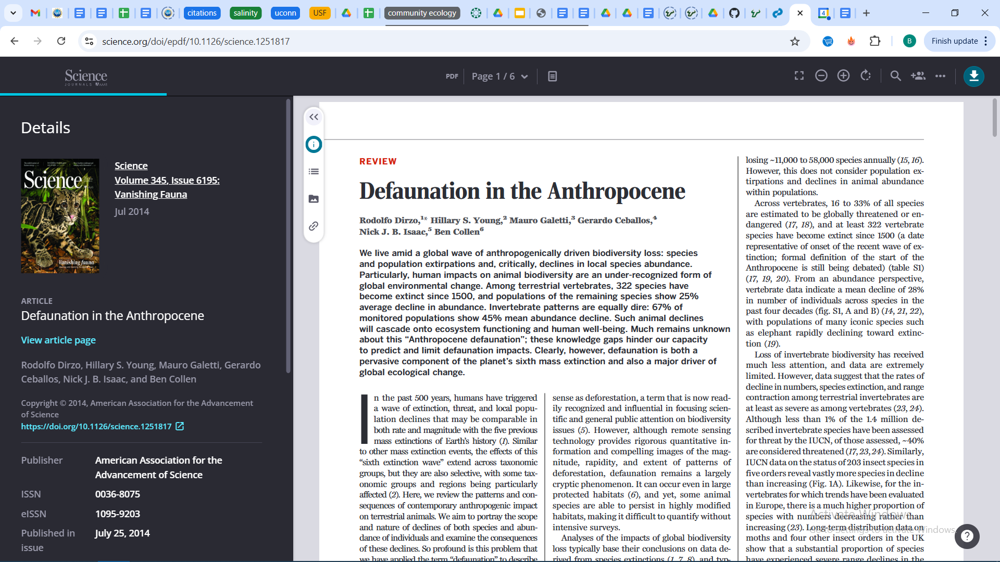 citations
salinity
uconn
USF
community ecology
science.org/doi/epdf/10.1126/science.1251817
B
Finish update
Science
JOURNALS AAAS
PDF
Page 1 / 6
Details
Science
Science
Volume 345, Issue 6195:
Vanishing Fauna
Jul 2014
Vanishing fauna
ARTICLE
Defaunation in the Anthropocene
View article page
Rodolfo Dirzo, Hillary S. Young, Mauro Galetti, Gerardo
Ceballos, Nick J. B. Isaac, and Ben Collen
Copyright © 2014, American Association for the Advancement
of Science
https://doi.org/10.1126/science.1251817
Publisher
American Association for the
Advancement of Science
ISSN
0036-8075
eISSN
1095-9203
Published in
issue
July 25, 2014
REVIEW
Defaunation in the Anthropocene
Rodolfo Dirzo,1* Hillary S. Young,2 Mauro Galetti,3 Gerardo Ceballos,4
Nick J. B. Isaac,5 Ben Collen6
We live amid a global wave of anthropogenically driven biodiversity loss: species
and population extirpations and, critically, declines in local species abundance.
Particularly, human impacts on animal biodiversity are an under-recognized form of
global environmental change. Among terrestrial vertebrates, 322 species have
become extinct since 1500, and populations of the remaining species show 25%
average decline in abundance. Invertebrate patterns are equally dire: 67% of
monitored populations show 45% mean abundance decline. Such animal declines
will cascade onto ecosystem functioning and human well-being. Much remains unknown
about this “Anthropocene defaunation”; these knowledge gaps hinder our capacity
to predict and limit defaunation impacts. Clearly, however, defaunation is both a
pervasive component of the planet’s sixth mass extinction and also a major driver of
global ecological change.
In the past 500 years, humans have triggered
a wave of extinction, threat, and local popu-
lation declines that may be comparable in
both rate and magnitude with the five previous
mass extinctions of Earth’s history (1). Similar
to other mass extinction events, the effects of this
“sixth extinction wave” extend across taxonomic
groups, but they are also selective, with some tax-
onomic groups and regions being particularly
affected (2). Here, we review the patterns and con-
sequences of contemporary anthropogenic impact
on terrestrial animals. We aim to portray the scope
and nature of declines of both species and abun-
dance of individuals and examine the consequences
of these declines. So profound is this problem that
we have applied the term “defaunation” to describe
sense as deforestation, a term that is now read-
ily recognized and influential in focusing scien-
tific and general public attention on biodiversity
issues (5). However, although remote sensing
technology provides rigorous quantitative in-
formation and compelling images of the mag-
nitude, rapidity, and extent of patterns of
deforestation, defaunation remains a largely
cryptic phenomenon. It can occur even in large
protected habitats (6), and yet, some animal
species are able to persist in highly modified
habitats, making it difficult to quantify without
intensive surveys.
Analyses of the impacts of global biodiversity
loss typically base their conclusions on data de-
rived from species extinctions (1, 7, 8), and typ-
losing ~11,000 to 58,000 species annually (15, 16).
However, this does not consider population ex-
tirpations and declines in animal abundance
within populations.
Across vertebrates, 16 to 33% of all species
are estimated to be globally threatened or en-
dangered (17, 18), and at least 322 vertebrate
species have become extinct since 1500 (a date
representative of onset of the recent wave of ex-
tinction; formal definition of the start of the
Anthropocene is still being debated) (table S1)
(17, 19, 20). From an abundance perspective,
vertebrate data indicate a mean decline of 28%
in number of individuals across species in the
past four decades (fig. S1, A and B) (14, 21, 22),
with populations of many iconic species such
as elephant rapidly declining toward extinc-
tion (19).
Loss of invertebrate biodiversity has received
much less attention, and data are extremely
limited. However, data suggest that the rates of
decline in numbers, species extinction, and range
contraction among terrestrial invertebrates are
at least as severe as among vertebrates (23, 24).
Although less than 1% of the 1.4 million de-
scribed invertebrate species have been assessed
for threat by the IUCN, of those assessed, ~40%
are considered threatened (17, 23, 24). Similarly,
IUCN data on the status of 203 insect species in
five orders reveal vastly more species in decline
than increasing (Fig. 1A). Likewise, for the in-
vertebrates for which trends have been evaluated
in Europe, there is a much higher proportion of
species with numbers decreasing rather than
increasing (23). Long-term distribution data on
moths and four other insect orders in the UK
show that a substantial proportion of species
have experienced severe range declines in the
Activate Windows
Go to Settings to activate Windows.